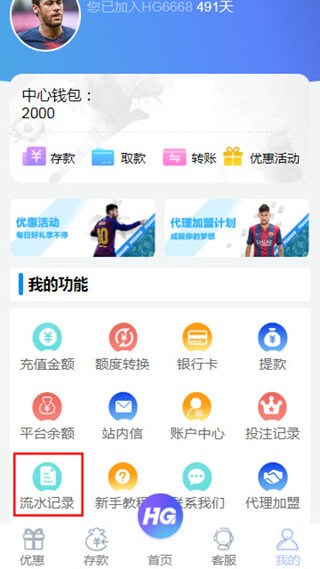 您已加入HG6668 491天
中心钱包：
2000
存款 取款 转账 优惠活动
优惠活动
每日好礼享不停
代理加盟计划
成就你的梦想
我的功能
充值金额 额度转换 银行卡 提款
平台余额 站内信 账户中心 投注记录
流水记录 新手教程 联系我们 代理加盟
HG
优惠 存款 首页 客服 我的